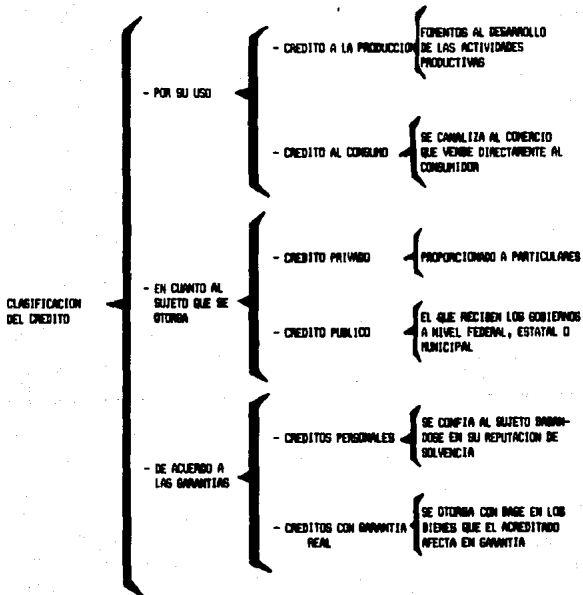 CLASIFICACION
DEL CREDITO
- POR SU USO
- CREDITO A LA PRODUCCION
FOMENTOS AL DESARROLLO
DE LAS ACTIVIDADES
PRODUCTIVAS
- CREDITO AL CONSUMO
SE CANALIZA AL COMERCIO
QUE VENDE DIRECTAMENTE AL
CONSUMIDOR
- EN CUANTO AL
SUJETO QUE SE
OTORGA
- CREDITO PRIVADO
PROPORCIONADO A PARTICULARES
- CREDITO PUBLICO
EL QUE RECIBEN LOS GOBIERNOS
A NIVEL FEDERAL, ESTATAL O
MUNICIPAL
- DE ACUERDO A
LAS GARANTIAS
- CREDITOS PERSONALES
SE CONFIA AL SUJETO BASAN-
DOSE EN SU REPUTACION DE
SOLVENCIA
- CREDITOS CON GARANTIA
REAL
SE OTORGA CON BASE EN LOS
BIENES QUE EL ACREDITADO
AFECTA EN GARANTIA